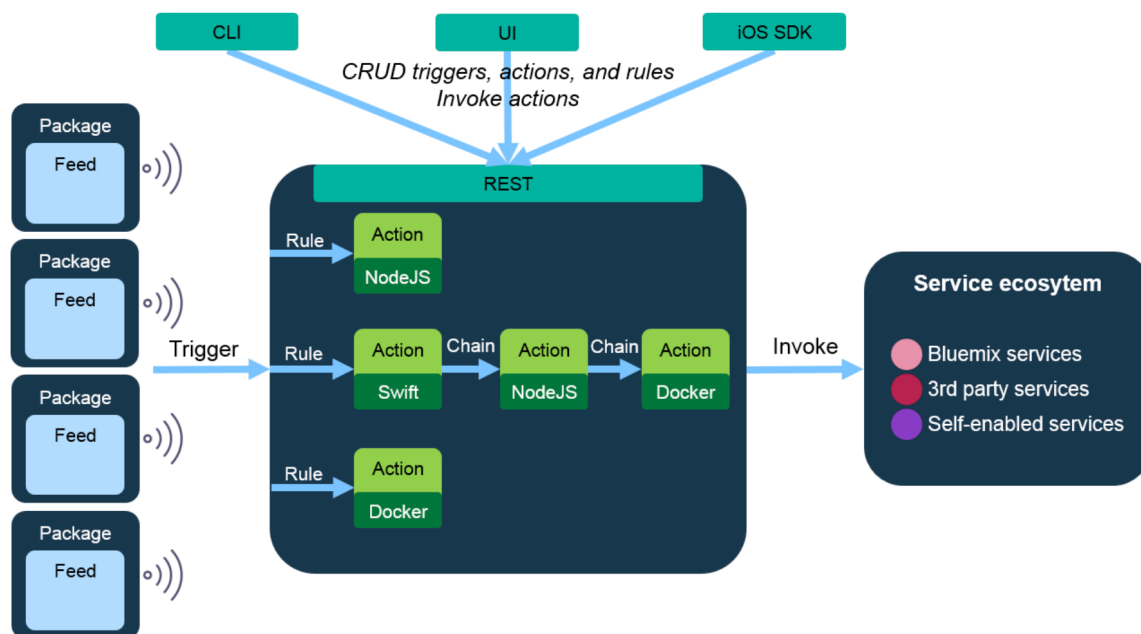 CLI
UI
iOS SDK
CRUD triggers, actions, and rules
Invoke actions
Package
Feed
Package
Feed
Package
Feed
Package
Feed
Trigger
REST
Rule
Action
NodeJS
Rule
Action
Swift
Chain
Action
NodeJS
Chain
Action
Docker
Rule
Action
Docker
Invoke
Service ecosytem
Bluemix services
3rd party services
Self-enabled services